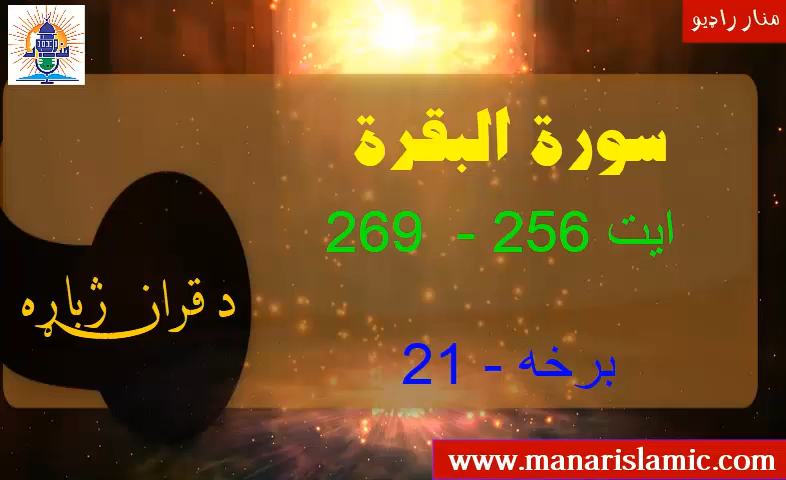 منار راډیو
سورة البقرة
ایت 256 - 269
د قران ژباړه
برخه - 21
www.manarislamic.com